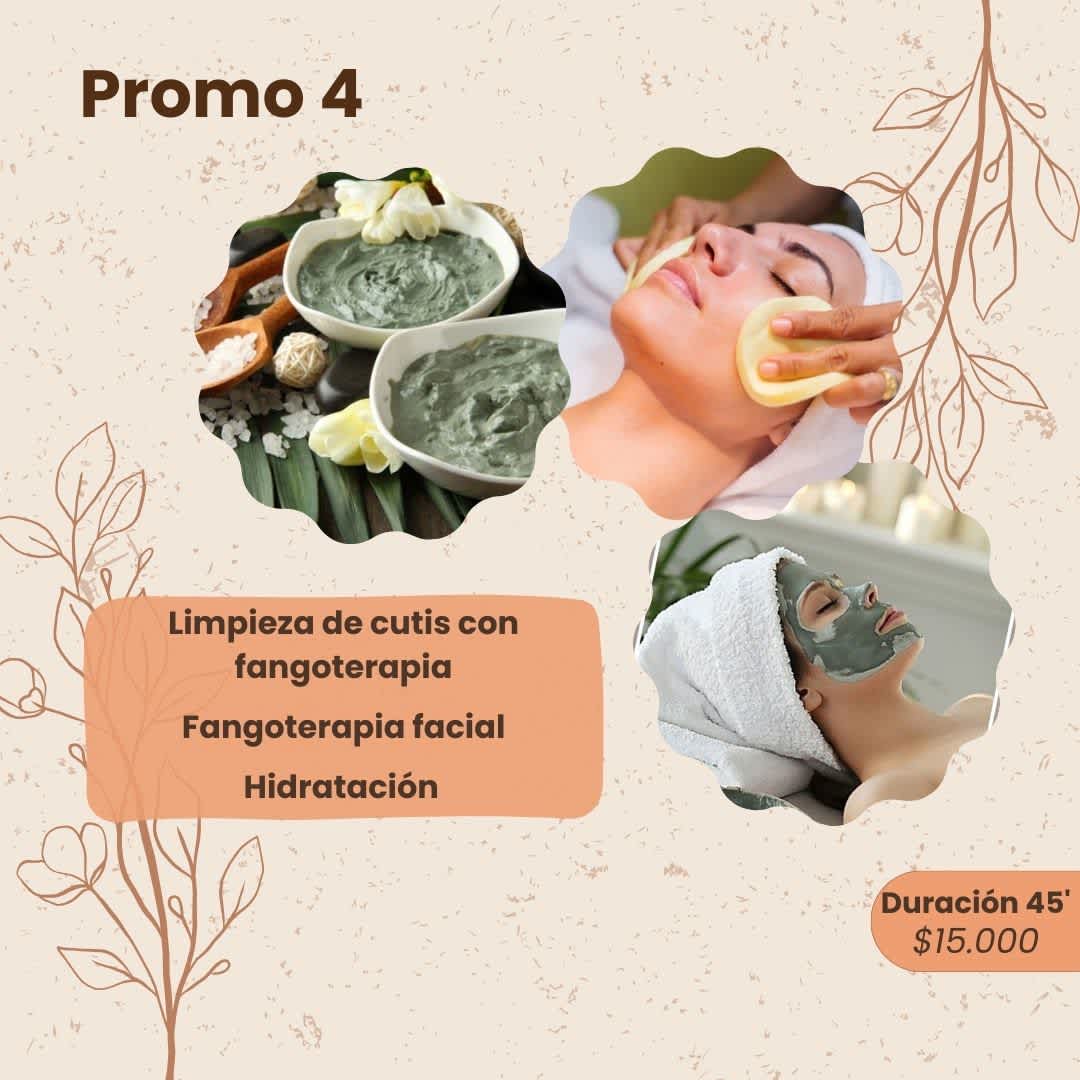 Promo 4
Limpieza de cutis con
fangoterapia
Fangoterapia facial
Hidratación
Duración 45'
$15.000